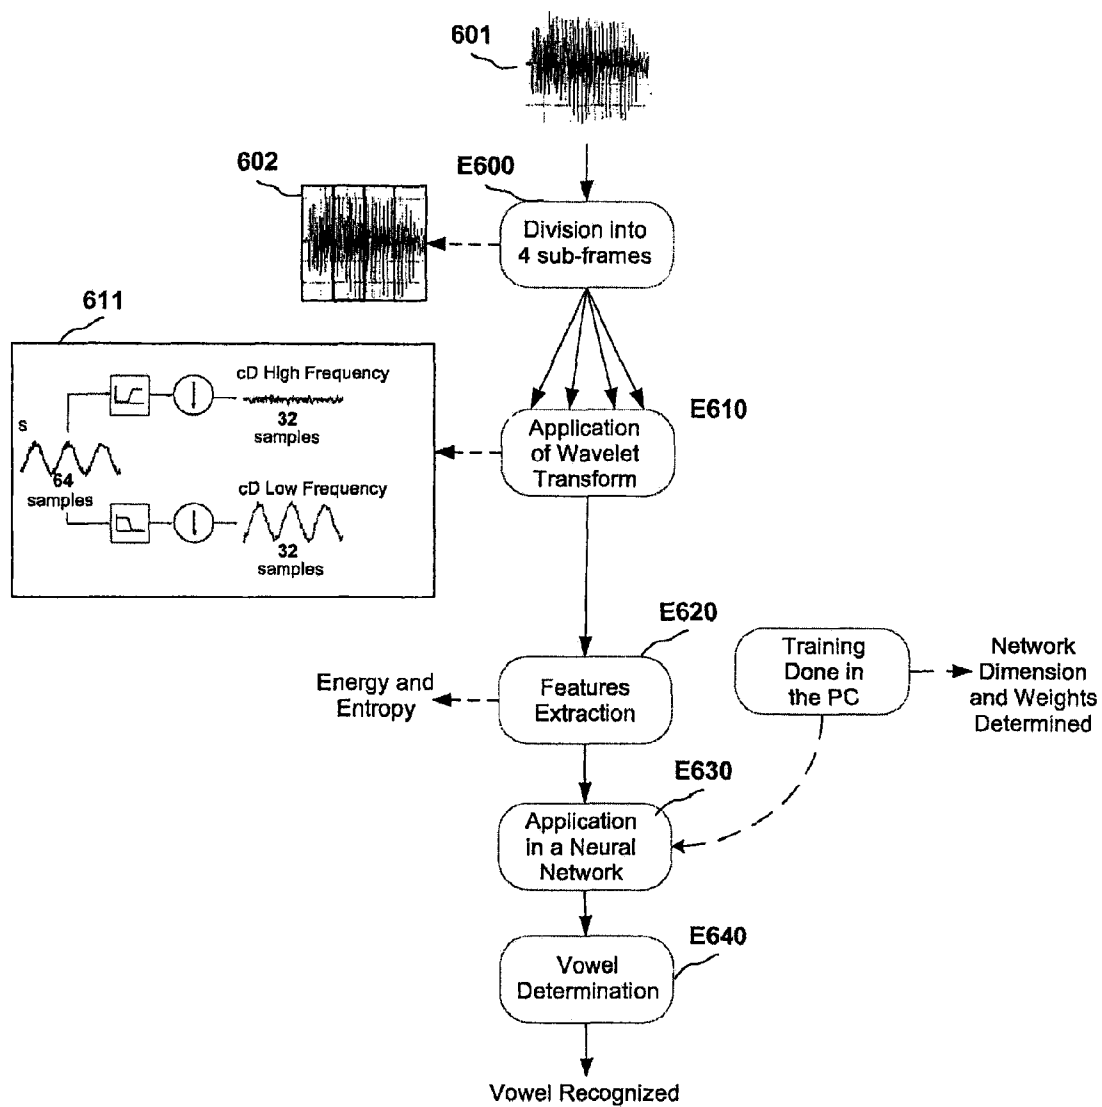 601
602
E600
Division into
4 sub-frames
611
cD High Frequency
32
samples
s
64
samples
cD Low Frequency
32
samples
E610
Application
of Wavelet
Transform
E620
Energy and
Entropy
Features
Extraction
Training
Done in
the PC
Network
Dimension
and Weights
Determined
E630
Application
in a Neural
Network
E640
Vowel
Determination
Vowel Recognized